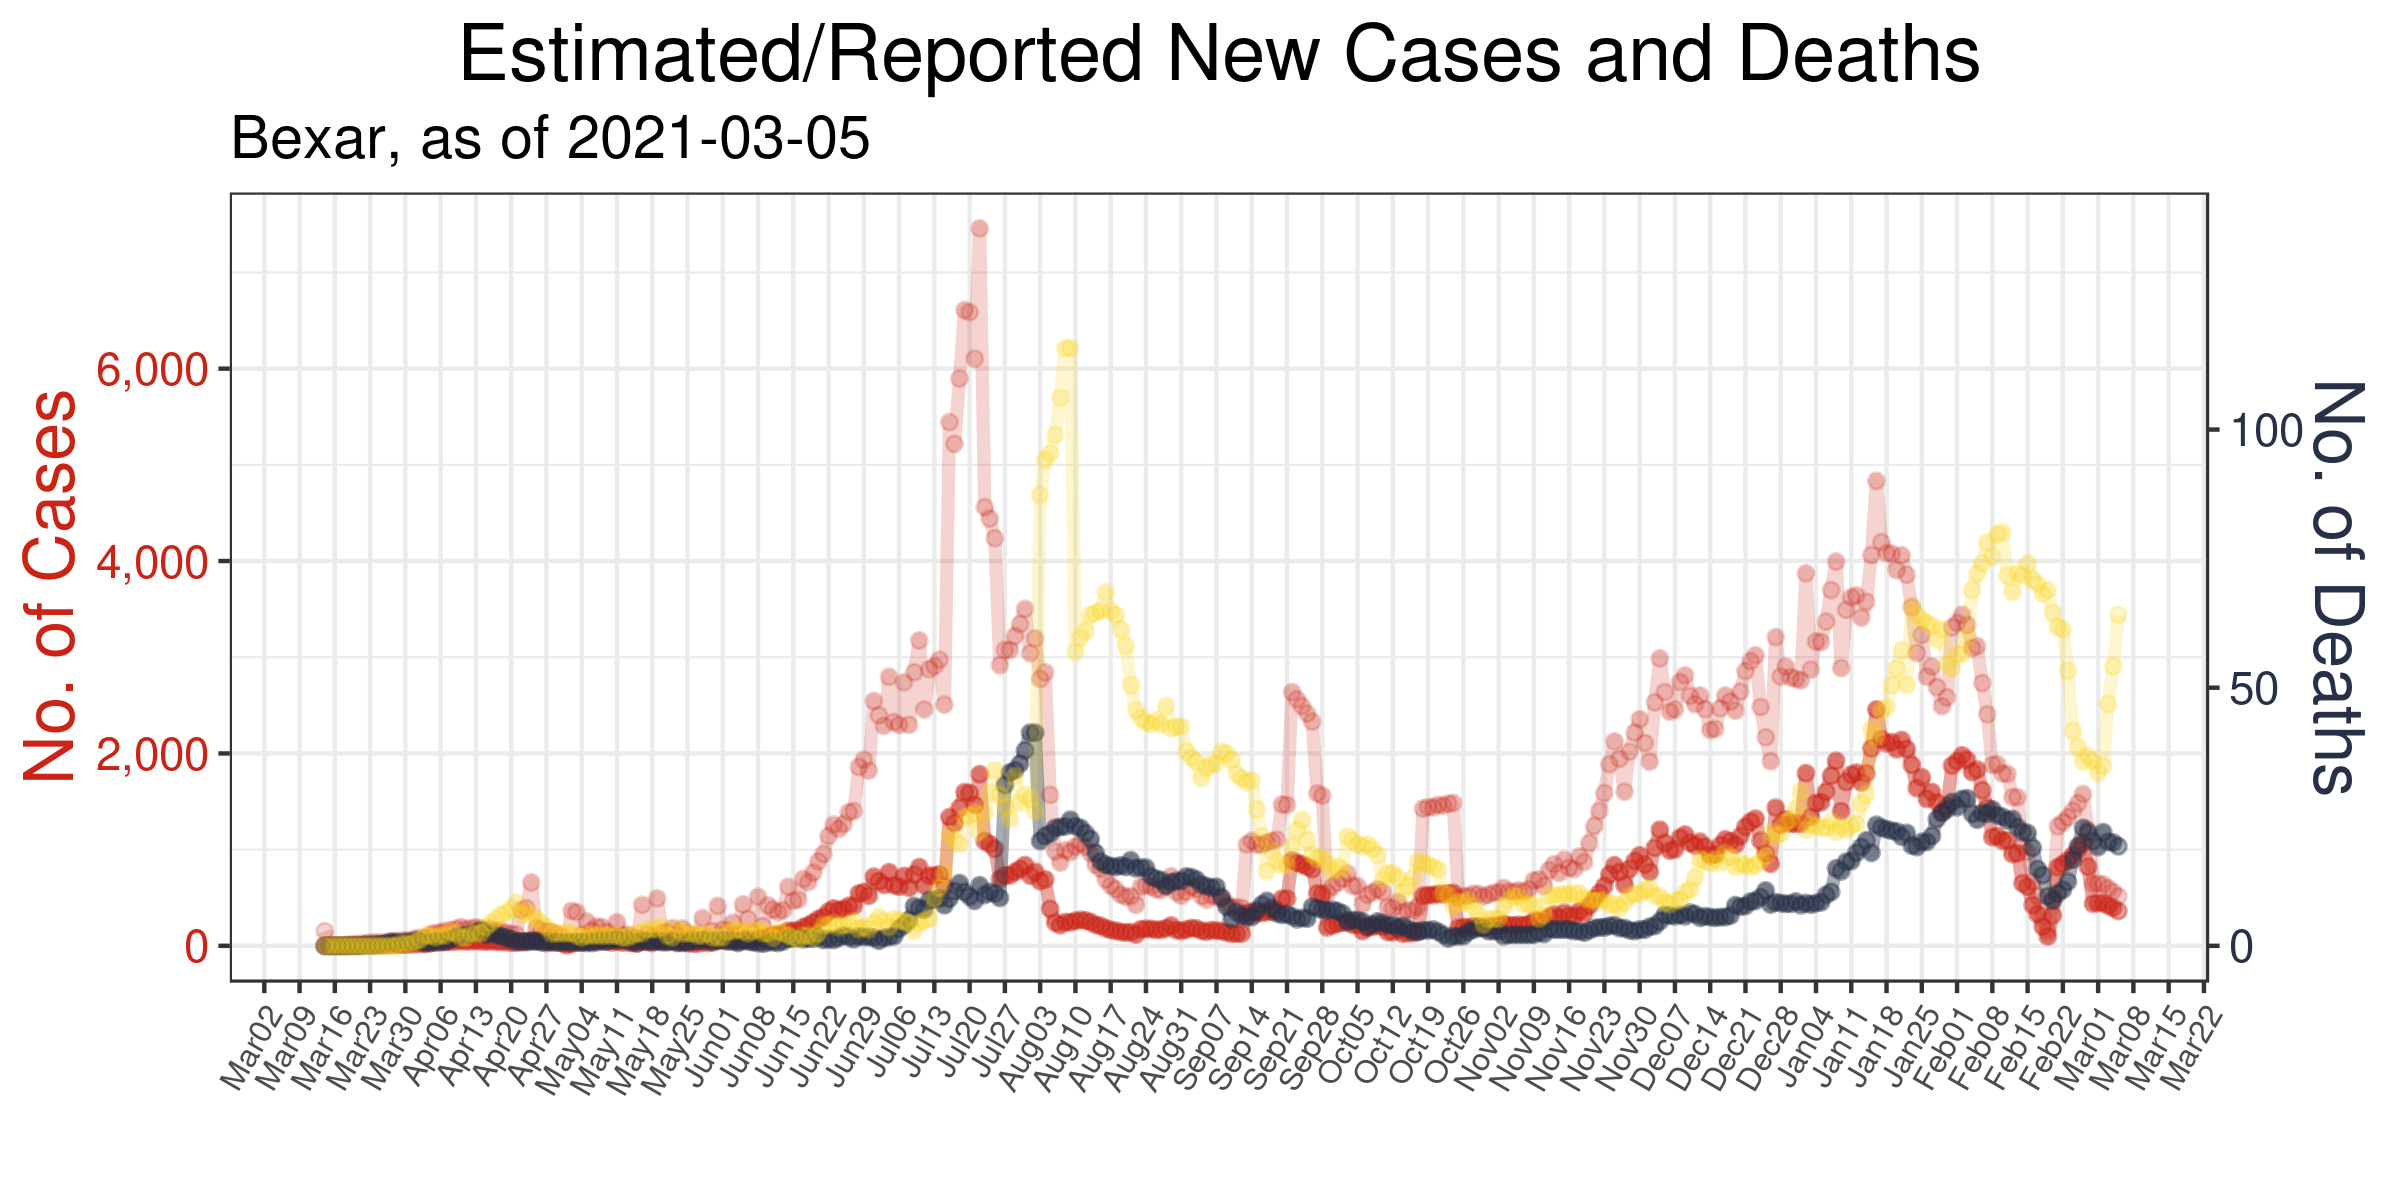 Estimated/Reported New Cases and Deaths
Bexar, as of 2021-03-05
No. of Cases
6,000
4,000
2,000
0
100
50
0
No. of Deaths
Mar02
Mar09
Mar16
Mar23
Mar30
Apr06
Apr13
Apr20
Apr27
May04
May11
May18
May25
Jun01
Jun08
Jun15
Jun22
Jun29
Jul06
Jul13
Jul20
Jul27
Aug03
Aug10
Aug17
Aug24
Aug31
Sep07
Sep14
Sep21
Sep28
Oct05
Oct12
Oct19
Oct26
Nov02
Nov09
Nov16
Nov23
Nov30
Dec07
Dec14
Dec21
Dec28
Jan04
Jan11
Jan18
Jan25
Feb01
Feb08
Feb15
Feb22
Mar01
Mar08
Mar15
Mar22